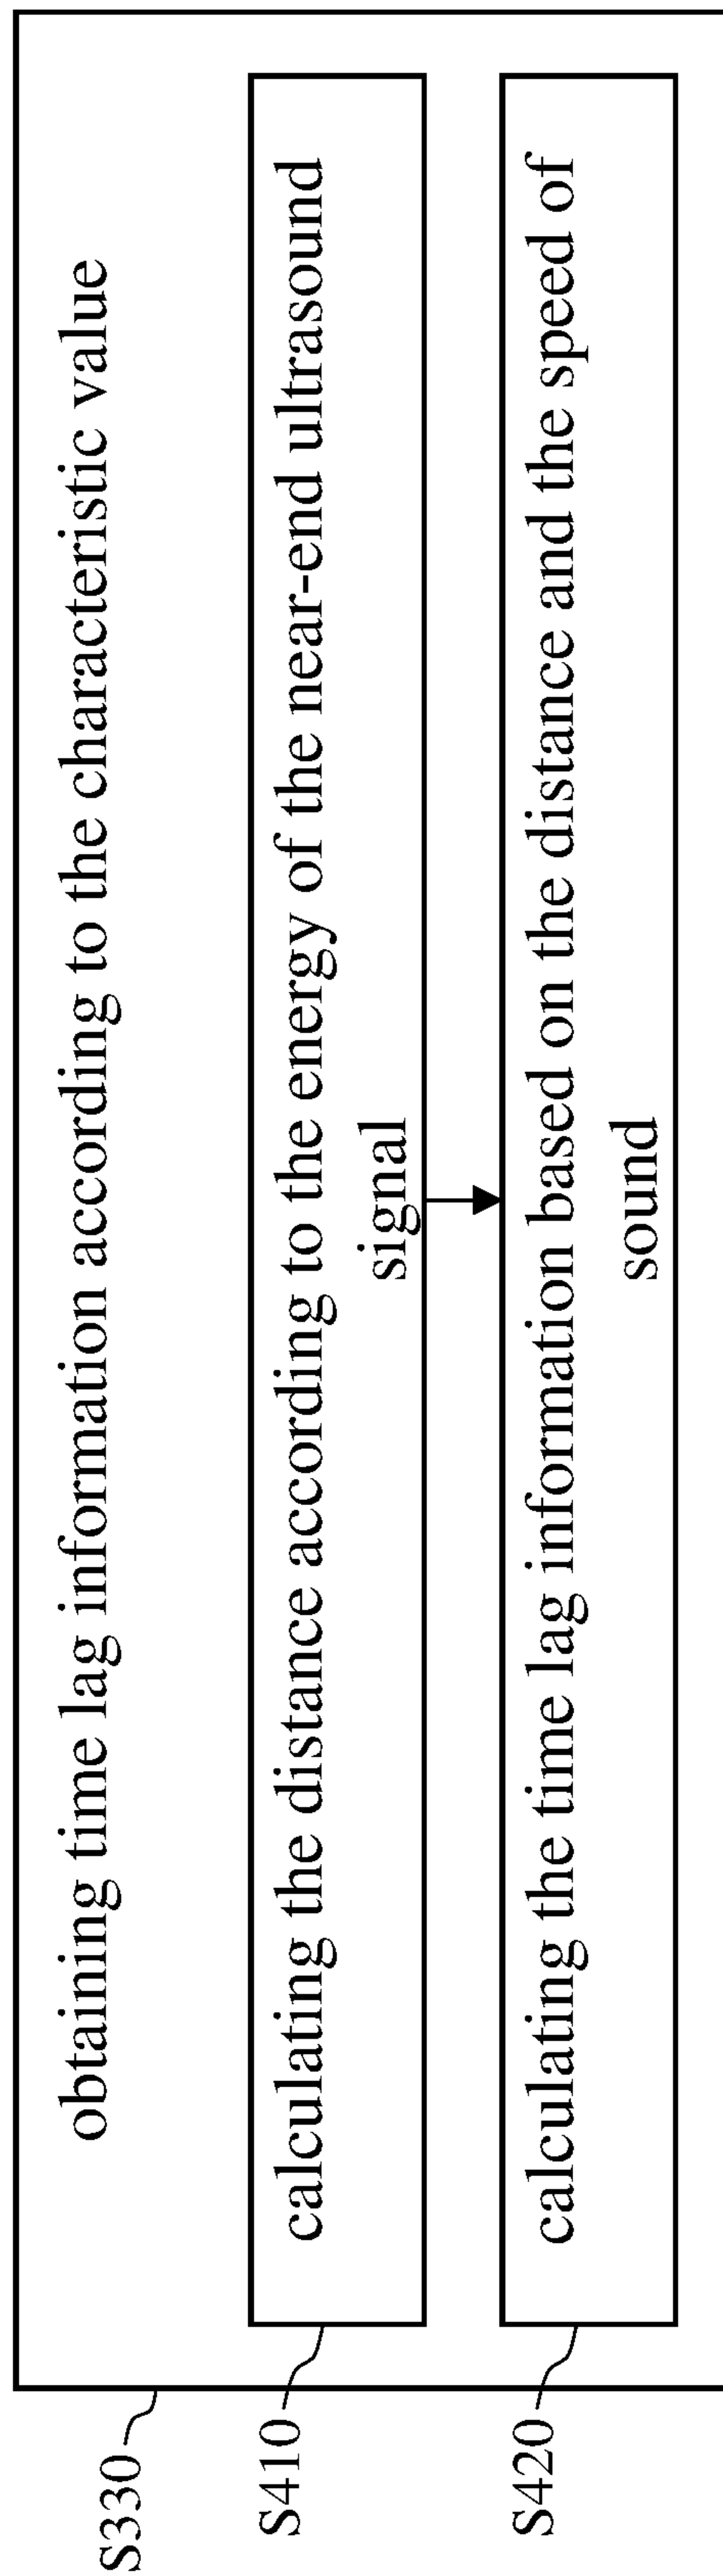 obtaining time lag information according to the characteristic value
S330
calculating the distance according to the energy of the near-end ultrasound
signal
S410
calculating the time lag information based on the distance and the speed of
sound
S420